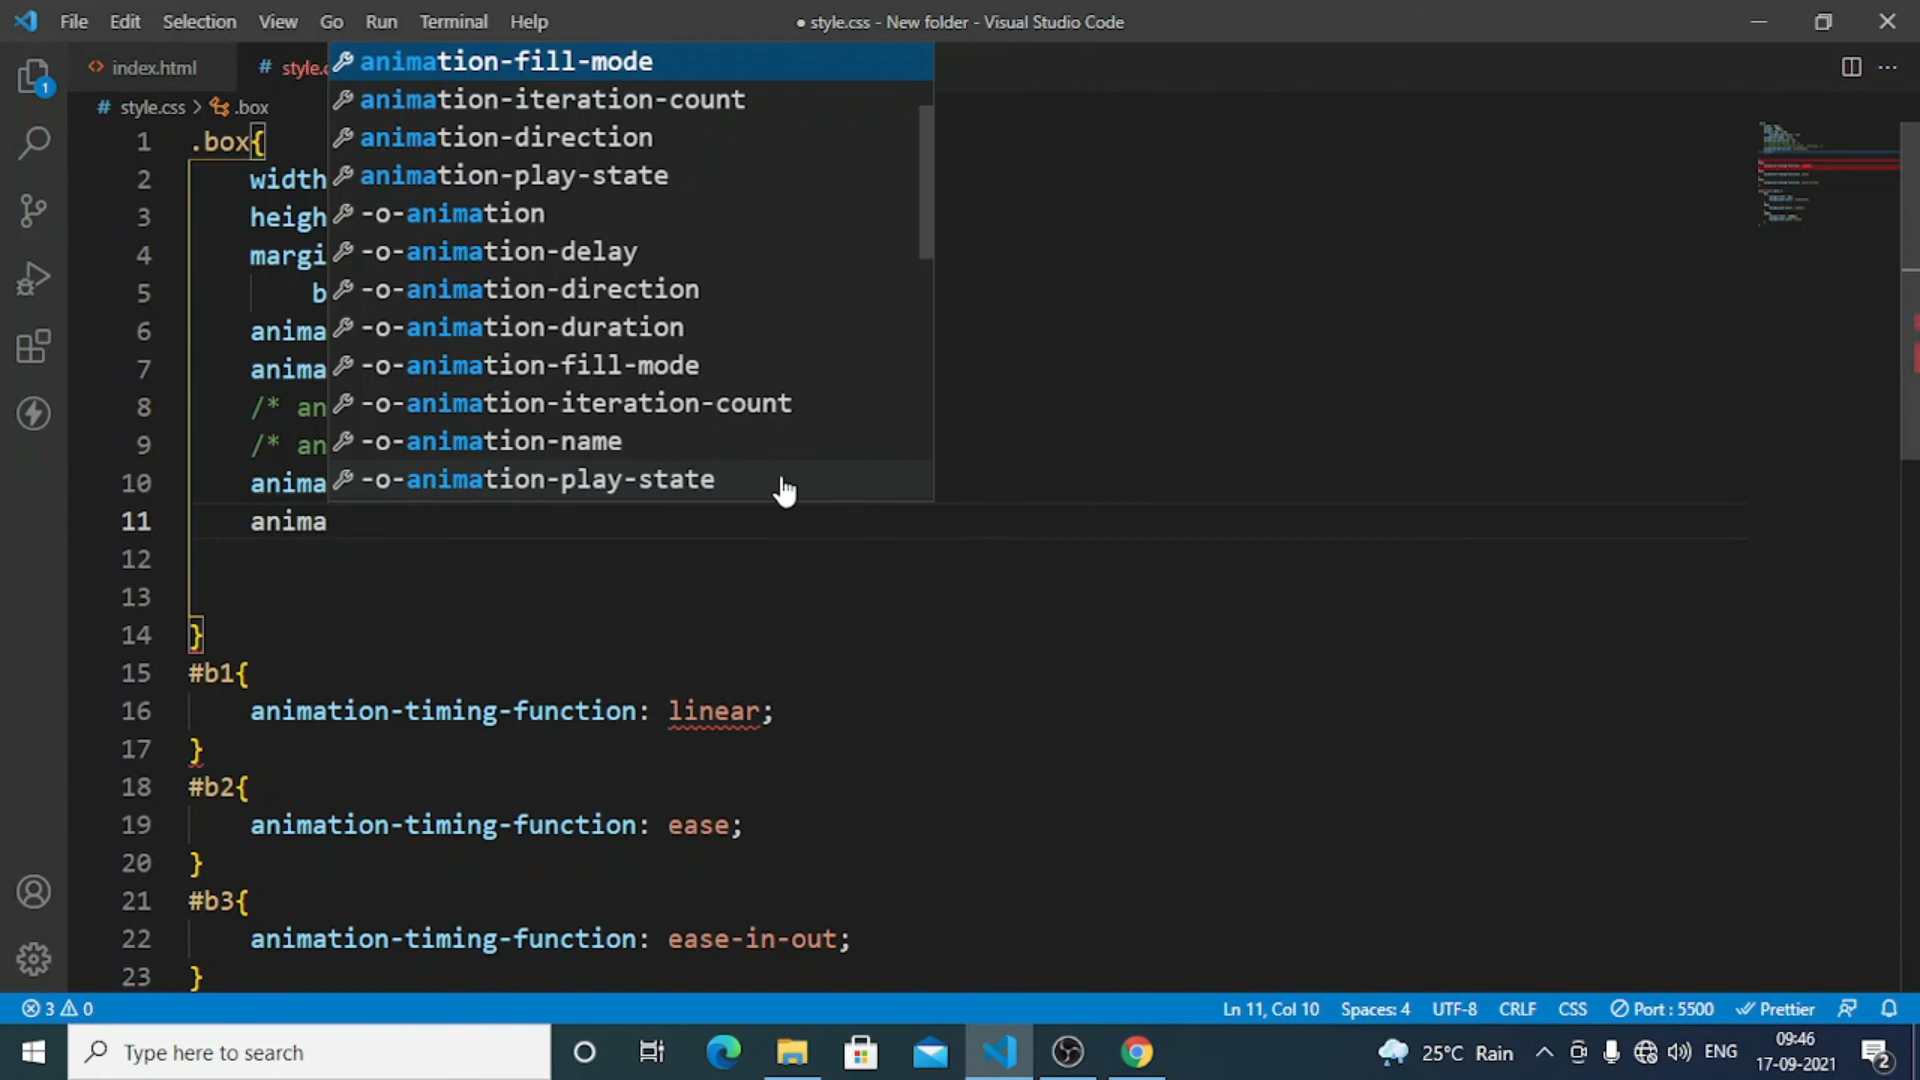 File Edit Selection View Go Run Terminal Help
● style.css - New folder - Visual Studio Code
1
<> index.html
# style.c
# style.css > .box
animation-fill-mode
animation-iteration-count
animation-direction
animation-play-state
-o-animation
-o-animation-delay
-o-animation-direction
-o-animation-duration
-o-animation-fill-mode
-o-animation-iteration-count
-o-animation-name
-o-animation-play-state
1 .box{
2 width
3 heigh
4 margi
5 b
6 anima
7 anima
8 /* an
9 /* an
10 anima
11 anima
12
13
14 }
15 #b1{
16 animation-timing-function: linear;
17 }
18 #b2{
19 animation-timing-function: ease;
20 }
21 #b3{
22 animation-timing-function: ease-in-out;
23 }
3 0
Ln 11, Col 10 Spaces: 4 UTF-8 CRLF CSS Port : 5500 Prettier
Type here to search
25°C Rain
ENG
09:46
17-09-2021
2